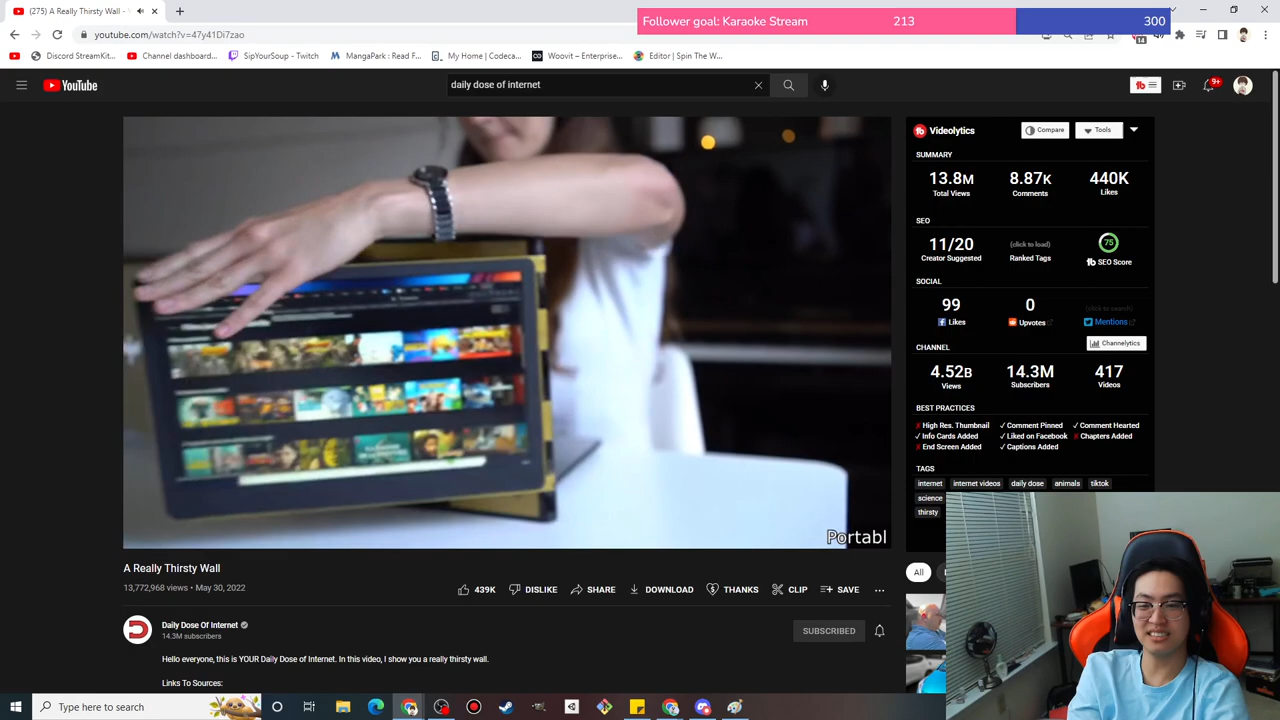 (275) A Really Thirsty Wall -
Follower goal: Karaoke Stream 213 300
youtube.com/watch?v=47y41Di7zao
14
Discord StreamKit...
Channel dashboard...
SipYourSoup - Twitch
MangaPark : Read F...
My Home | Codeca...
Woovit – Enterprise...
Editor | Spin The W...
YouTube
daily dose of internet
9+
Videolytics
Compare
Tools
SUMMARY
13.8M 8.87K 440K
Total Views Comments Likes
SEO
11/20 (click to load) 75
Creator Suggested Ranked Tags SEO Score
SOCIAL
99 0 (click to search)
Likes Upvotes Mentions
CHANNEL Channelytics
4.52B 14.3M 417
Views Subscribers Videos
BEST PRACTICES
✗ High Res. Thumbnail ✓ Comment Pinned ✓ Comment Hearted
✓ Info Cards Added ✓ Liked on Facebook ✗ Chapters Added
✗ End Screen Added ✓ Captions Added
TAGS
internet internet videos daily dose animals tiktok
science
thirsty
Portabl
A Really Thirsty Wall
13,772,968 views • May 30, 2022
439K DISLIKE SHARE DOWNLOAD THANKS CLIP SAVE ...
All
Daily Dose Of Internet
14.3M subscribers
SUBSCRIBED
Hello everyone, this is YOUR Daily Dose of Internet. In this video, I show you a really thirsty wall.
Links To Sources:
Type here to search